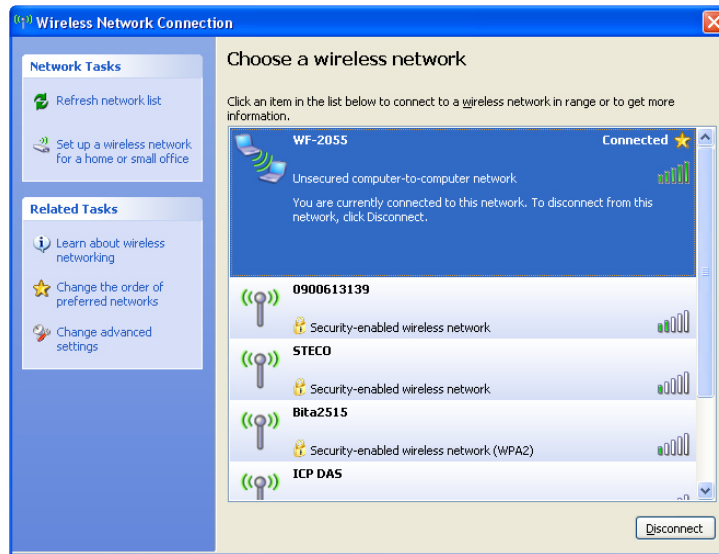 Wireless Network Connection
Network Tasks
Refresh network list
Set up a wireless network
for a home or small office
Related Tasks
Learn about wireless
networking
Change the order of
preferred networks
Change advanced
settings
Choose a wireless network
Click an item in the list below to connect to a wireless network in range or to get more
information.
WF-2055 Connected
Unsecured computer-to-computer network
You are currently connected to this network. To disconnect from this
network, click Disconnect.
0900613139
Security-enabled wireless network
STECO
Security-enabled wireless network
Bita2515
Security-enabled wireless network (WPA2)
ICP DAS
Disconnect